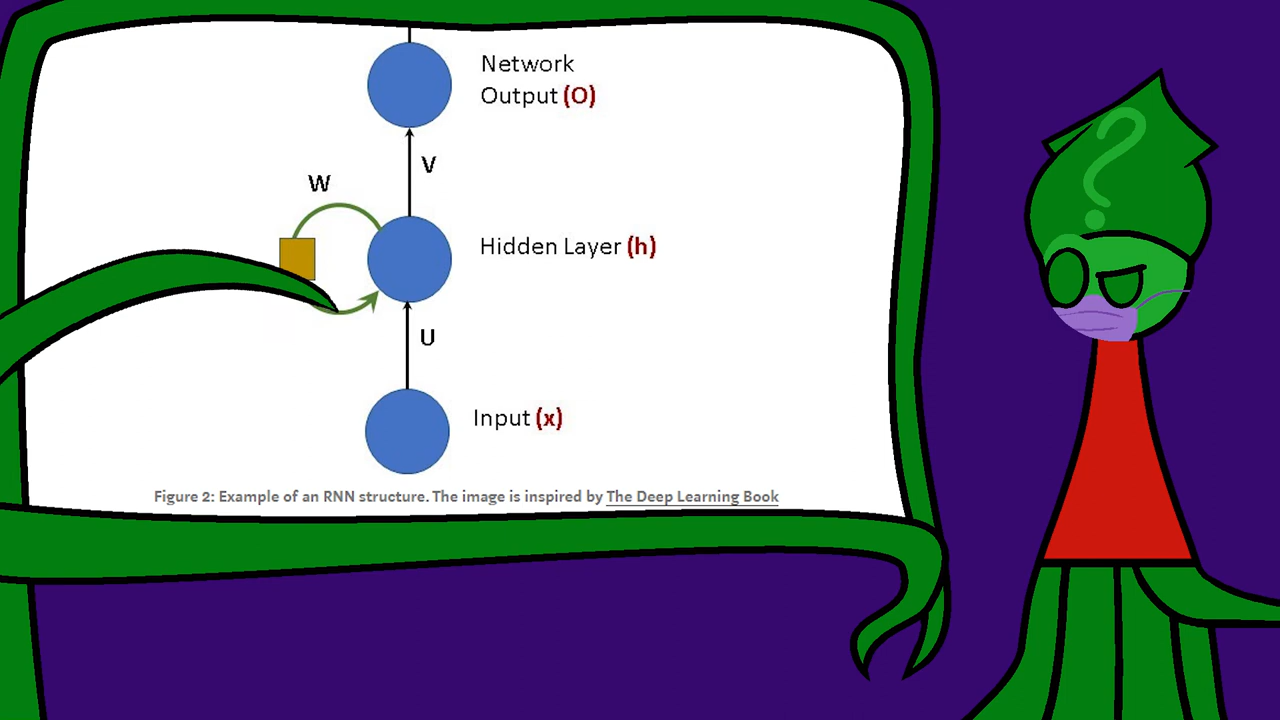 Network
Output (O)
V
W
Hidden Layer (h)
U
Input (x)
Figure 2: Example of an RNN structure. The image is inspired by The Deep Learning Book
?